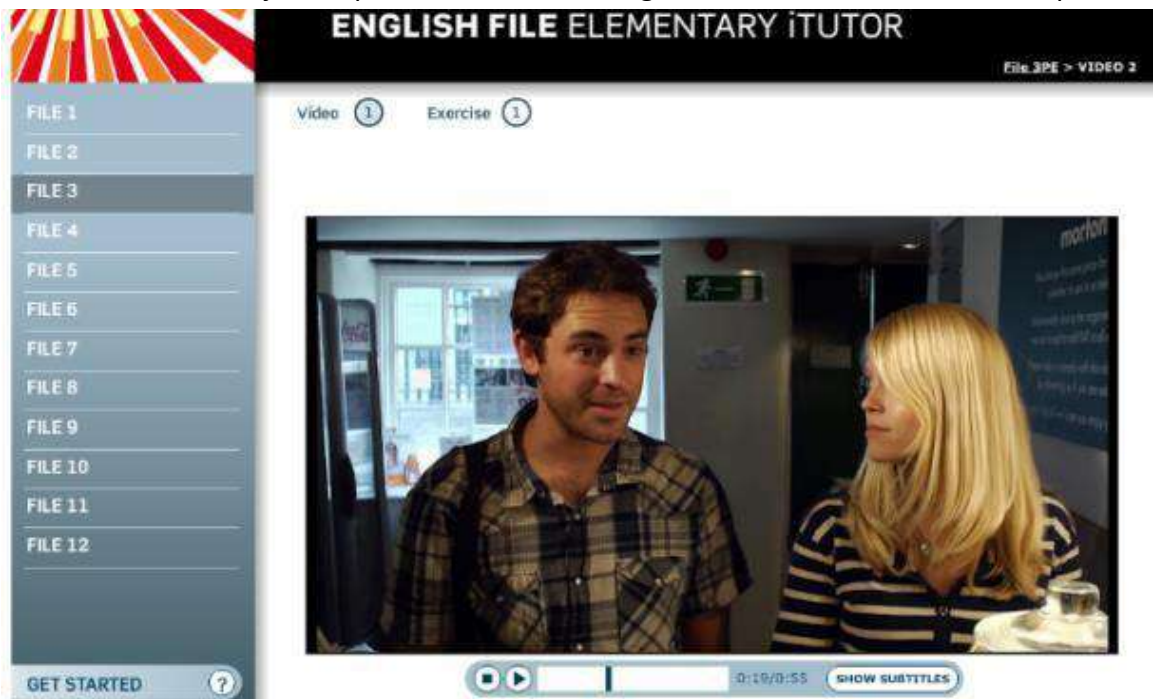 ENGLISH FILE ELEMENTARY iTUTOR
File 3PE > VIDEO 2
Video 1 Exercise 1
FILE 1
FILE 2
FILE 3
FILE 4
FILE 5
FILE 6
FILE 7
FILE 8
FILE 9
FILE 10
FILE 11
FILE 12
morton
Coca-Cola
GET STARTED ?
0:19/0:55 SHOW SUBTITLES